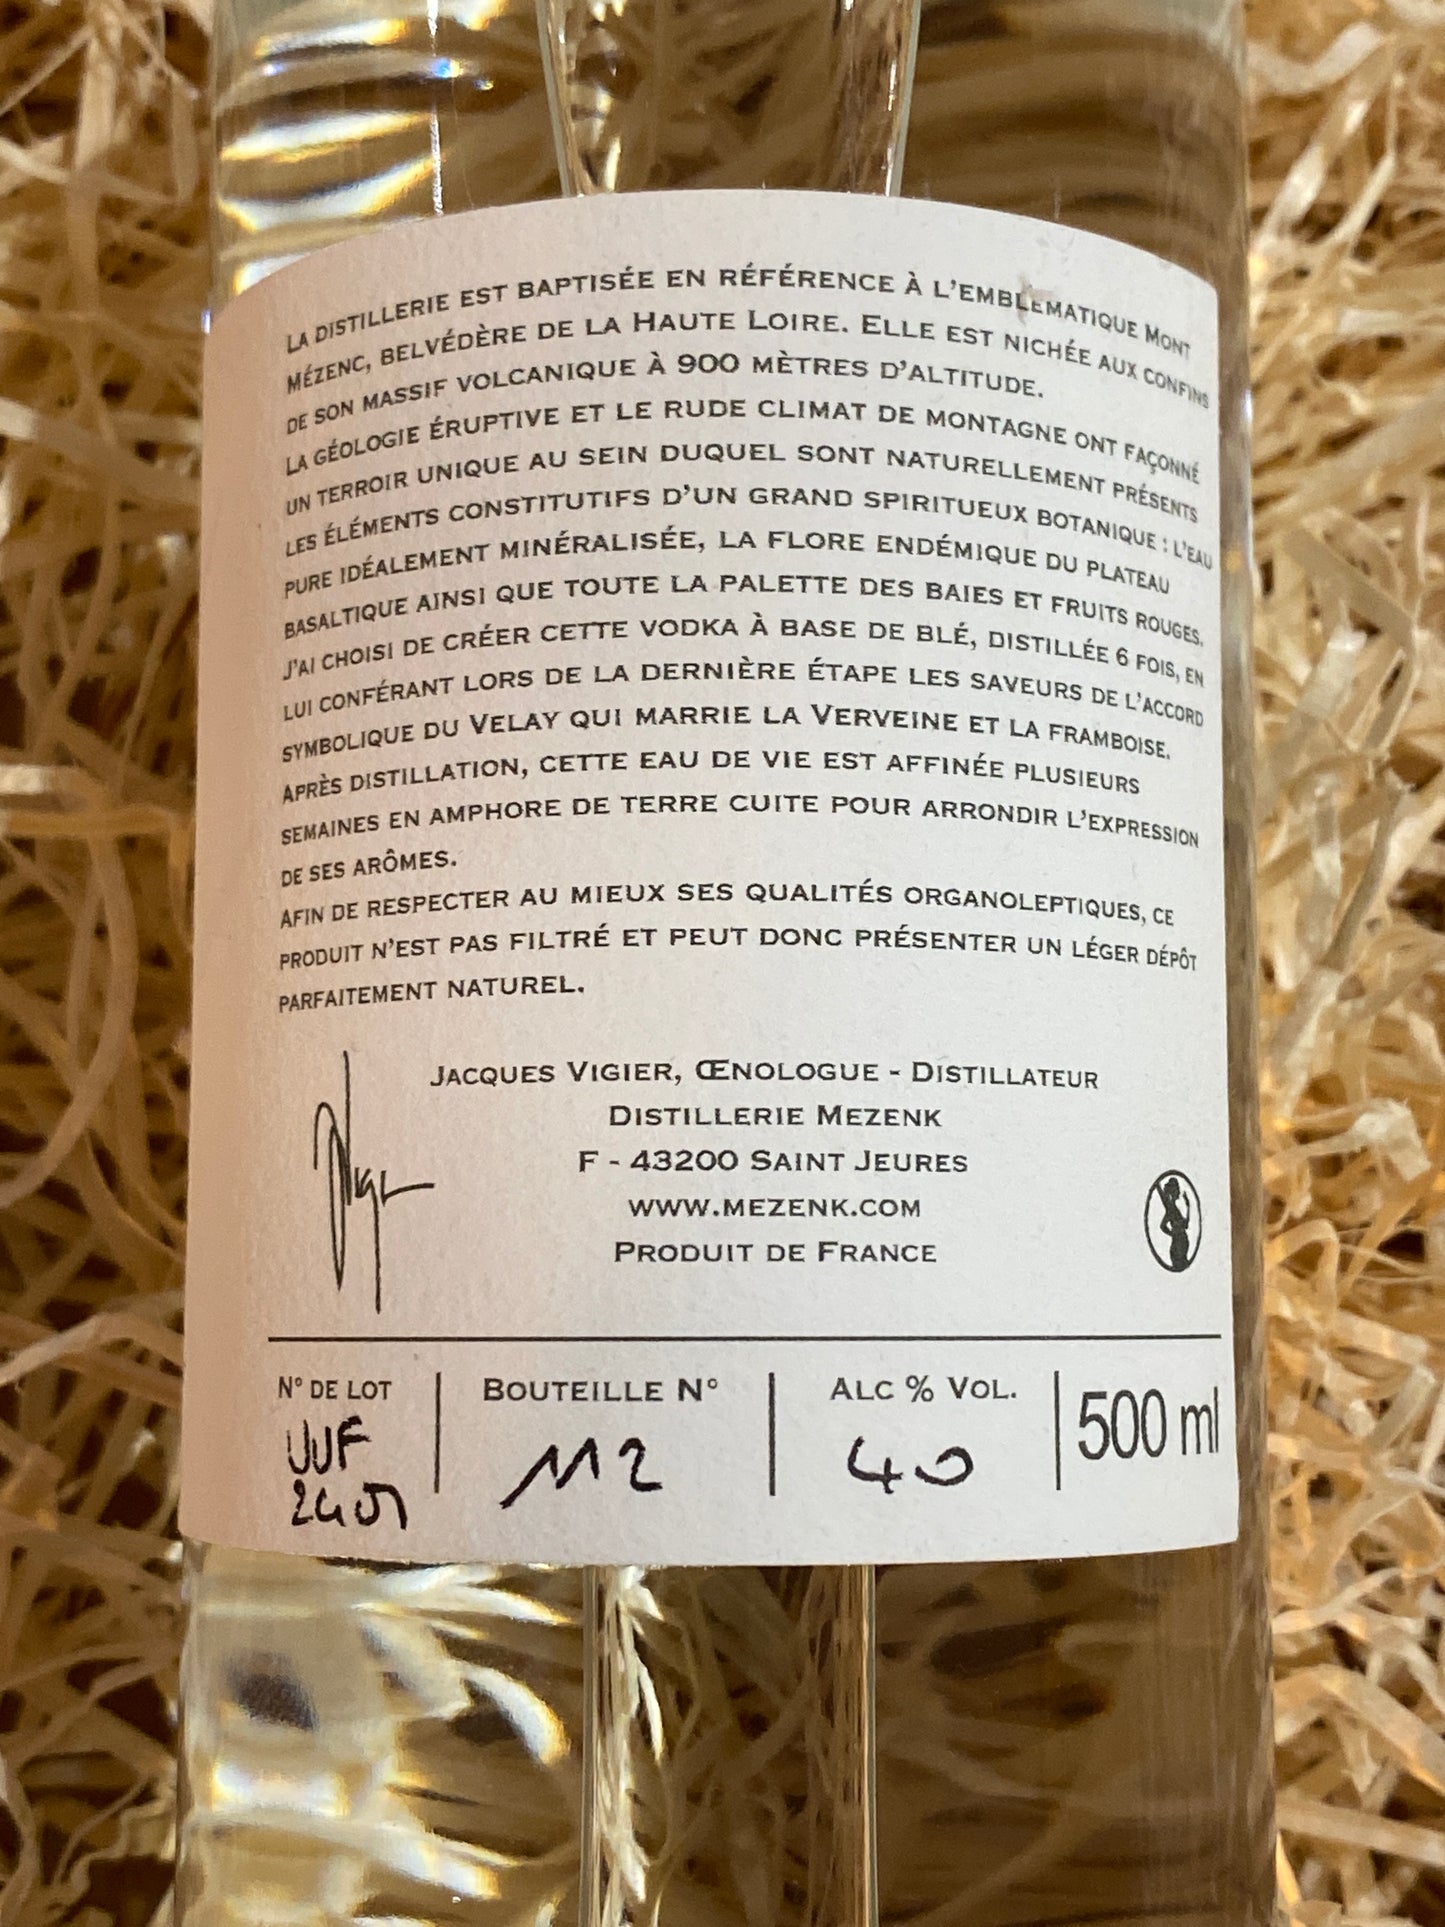 La distillerie est baptisée en référence à l'emblématique Mont
Mézenc, belvédère de la Haute Loire. Elle est nichée aux confins
de son massif volcanique à 900 mètres d'altitude.
La géologie éruptive et le rude climat de montagne ont façonné
un terroir unique au sein duquel sont naturellement présents
les éléments constitutifs d'un grand spiritueux botanique : l'eau
pure idéalement minéralisée, la flore endémique du plateau
basaltique ainsi que toute la palette des baies et fruits rouges.
J'ai choisi de créer cette vodka à base de blé, distillée 6 fois, en
lui conférant lors de la dernière étape les saveurs de l'accord
symbolique du Velay qui marrie la Verveine et la framboise.
Après distillation, cette eau de vie est affinée plusieurs
semaines en amphore de terre cuite pour arrondir l'expression
de ses arômes.
Afin de respecter au mieux ses qualités organoleptiques, ce
produit n'est pas filtré et peut donc présenter un léger dépôt
parfaitement naturel.
Jacques Vigier, Œnologue - Distillateur
Distillerie Mezenk
F - 43200 Saint Jeures
www.mezenk.com
Produit de France
N° de lot
Bouteille N°
Alc % Vol.
500 ml
112
40